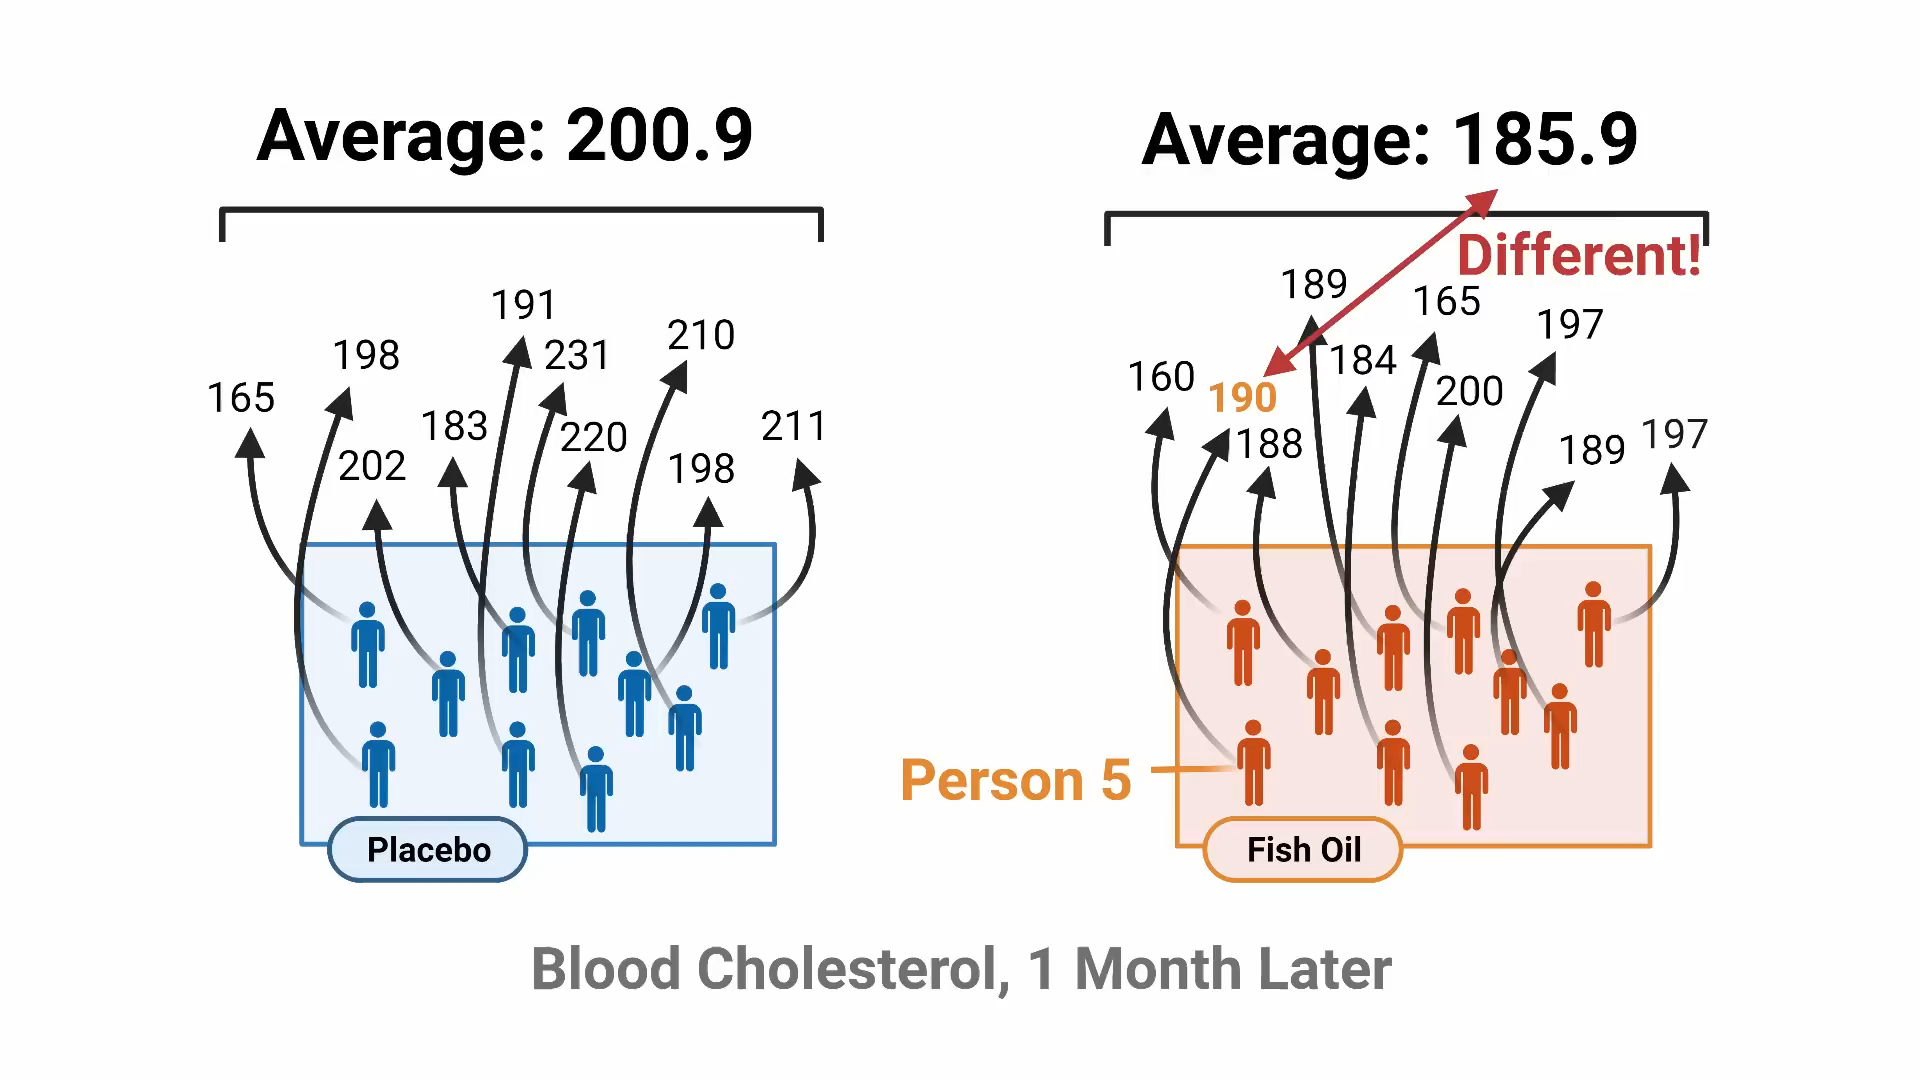 Average: 200.9
Average: 185.9
Different!
191
198
231
210
165
183
220
211
202
198
189
165
197
160
190
184
200
188
189
197
Person 5
Placebo
Fish Oil
Blood Cholesterol, 1 Month Later